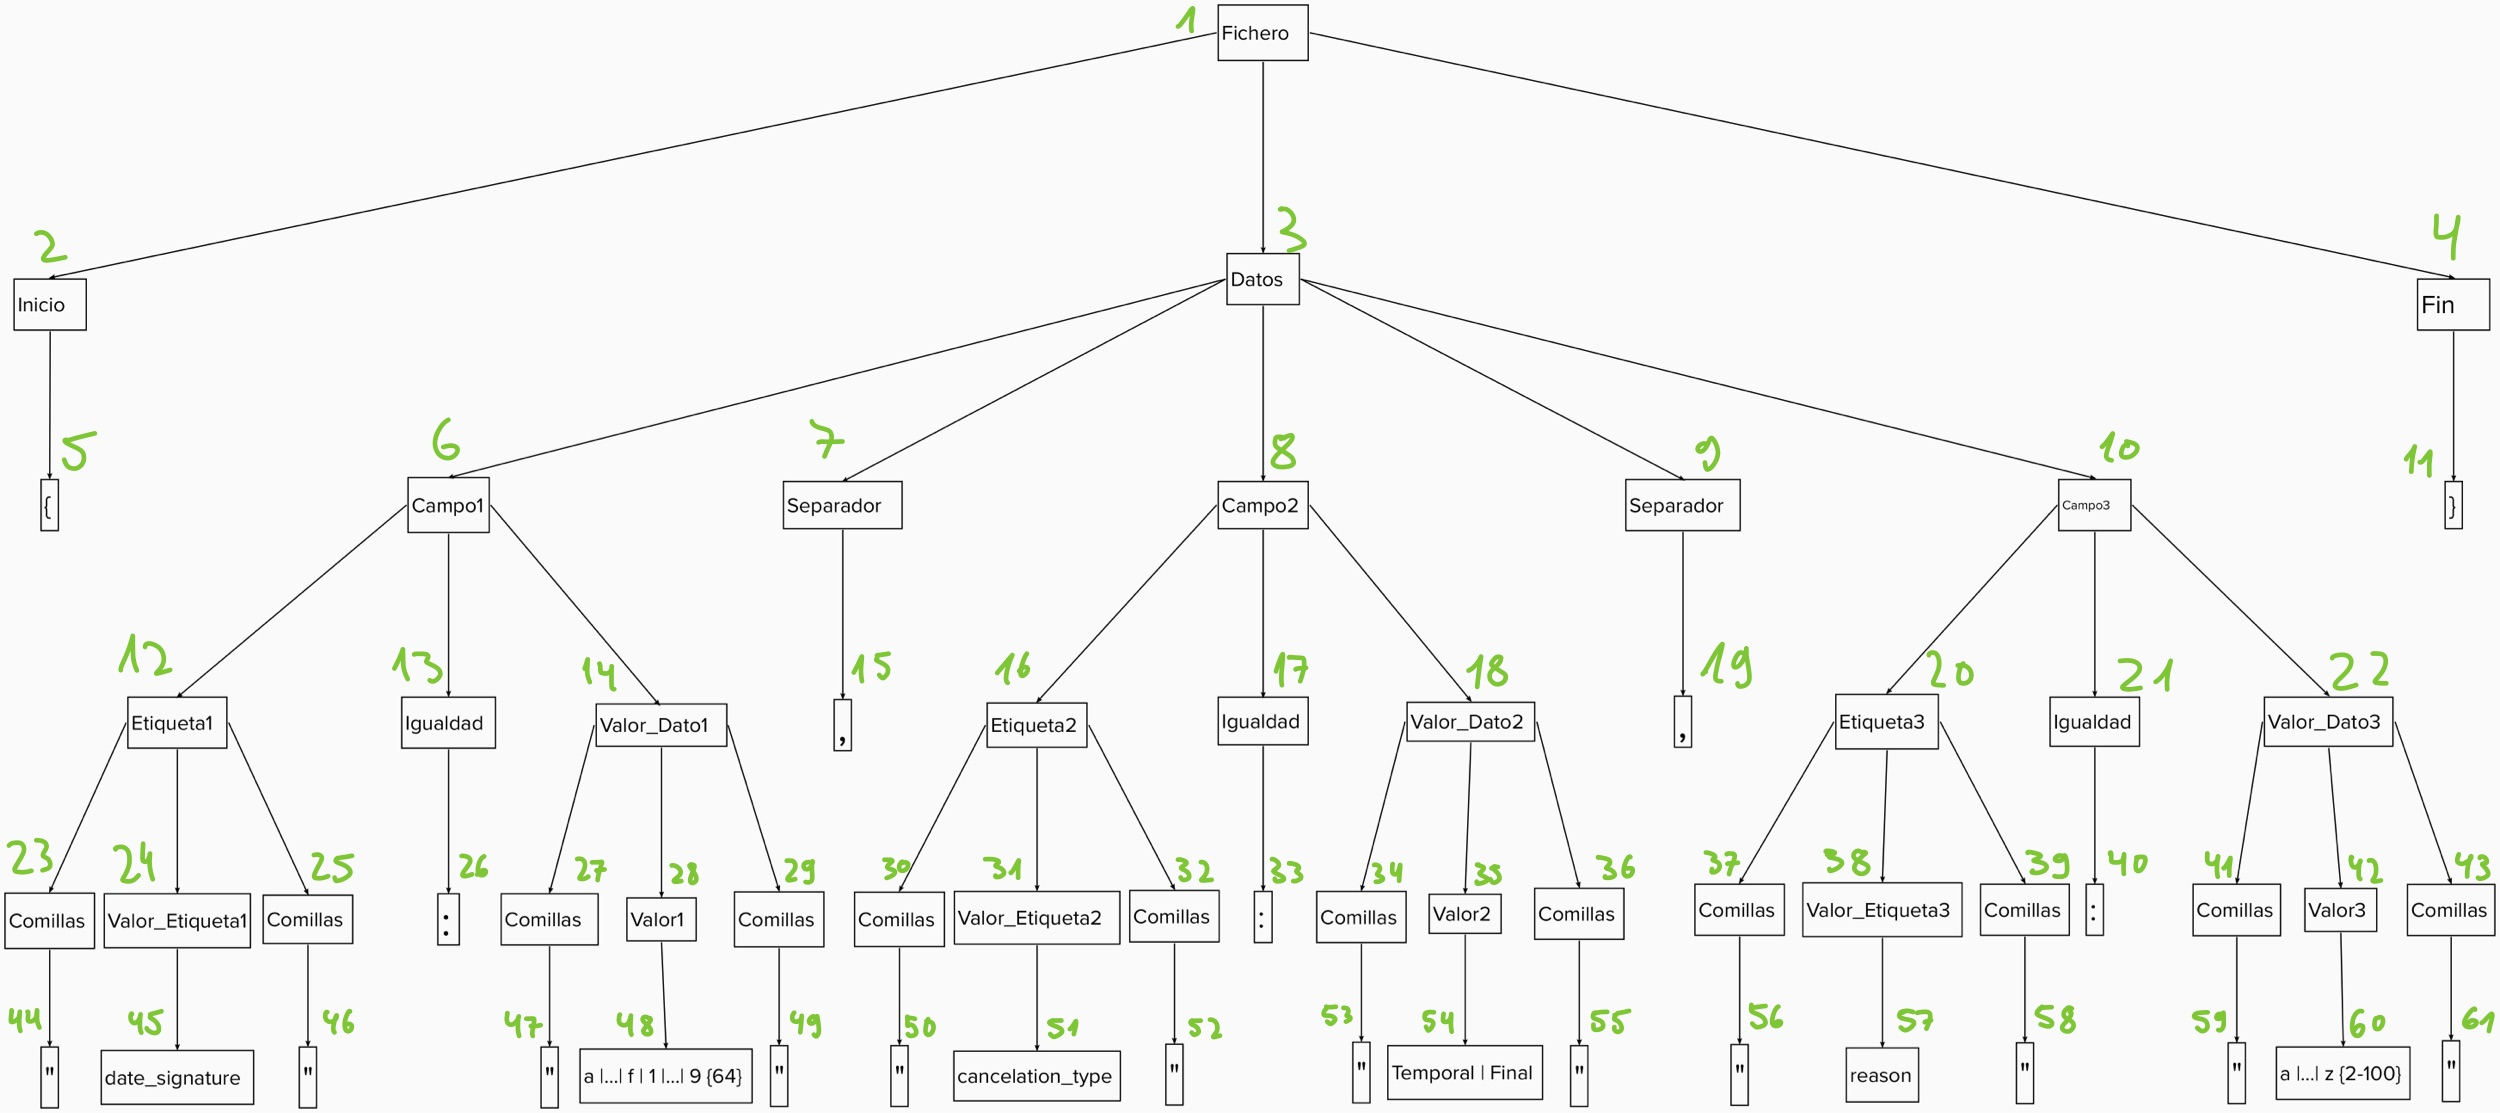 1
Fichero
2
3
4
Inicio
Datos
Fin
5
6
7
8
9
10
11
{
Campo1
Separador
Campo2
Separador
Campo3
}
12
13
14
15
16
17
18
19
20
21
22
Etiqueta1
Igualdad
Valor_Dato1
,
Etiqueta2
Igualdad
Valor_Dato2
,
Etiqueta3
Igualdad
Valor_Dato3
23
24
25
26
27
28
29
30
31
32
33
34
35
36
37
38
39
40
41
42
43
Comillas
Valor_Etiqueta1
Comillas
:
Comillas
Valor1
Comillas
Comillas
Valor_Etiqueta2
Comillas
:
Comillas
Valor2
Comillas
Comillas
Valor_Etiqueta3
Comillas
:
Comillas
Valor3
Comillas
44
45
46
47
48
49
50
51
52
53
54
55
56
57
58
59
60
61
"
date_signature
"
"
a |...| f | 1 |...| 9 {64}
"
"
cancelation_type
"
"
Temporal | Final
"
"
reason
"
"
a |...| z {2-100}
"